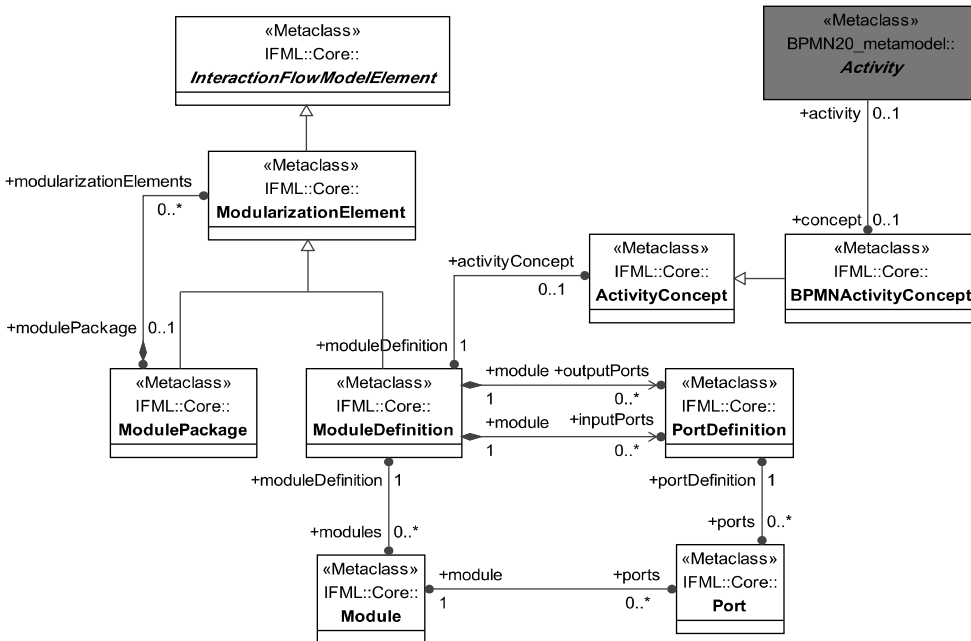 «Metaclass»
IFML::Core::
InteractionFlowModelElement
«Metaclass»
BPMN20_metamodel::
Activity
+activity 0..1
+modularizationElements
0..*
«Metaclass»
IFML::Core::
ModularizationElement
+concept 0..1
+activityConcept
0..1
«Metaclass»
IFML::Core::
ActivityConcept
«Metaclass»
IFML::Core::
BPMNActivityConcept
+modulePackage 0..1
+moduleDefinition 1
«Metaclass»
IFML::Core::
ModulePackage
«Metaclass»
IFML::Core::
ModuleDefinition
+module +outputPorts
1 0..*
+module +inputPorts
1 0..*
«Metaclass»
IFML::Core::
PortDefinition
+moduleDefinition 1
+portDefinition 1
+modules 0..*
+ports 0..*
«Metaclass»
IFML::Core::
Module
+module +ports
1 0..*
«Metaclass»
IFML::Core::
Port